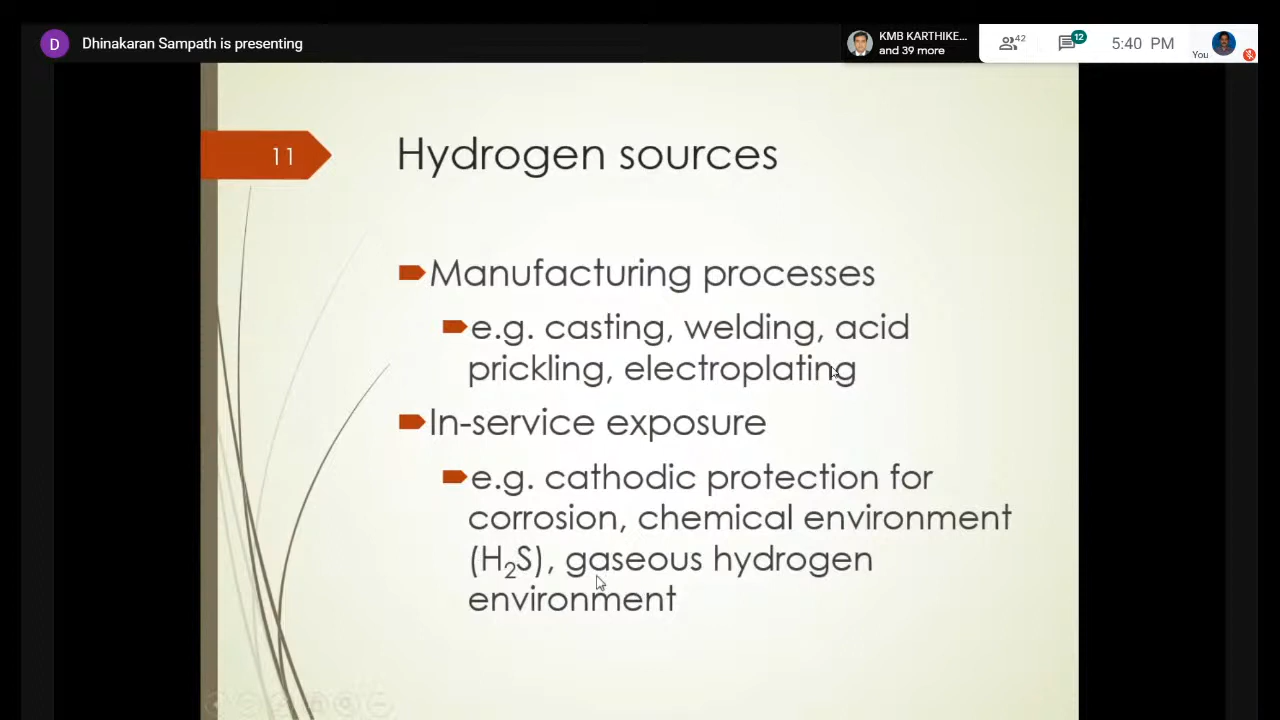 D Dhinakaran Sampath is presenting
KMB KARTHIKE...
and 39 more
42
12
5:40 PM
You
11
Hydrogen sources
Manufacturing processes
e.g. casting, welding, acid
prickling, electroplating
In-service exposure
e.g. cathodic protection for
corrosion, chemical environment
(H₂S), gaseous hydrogen
environment